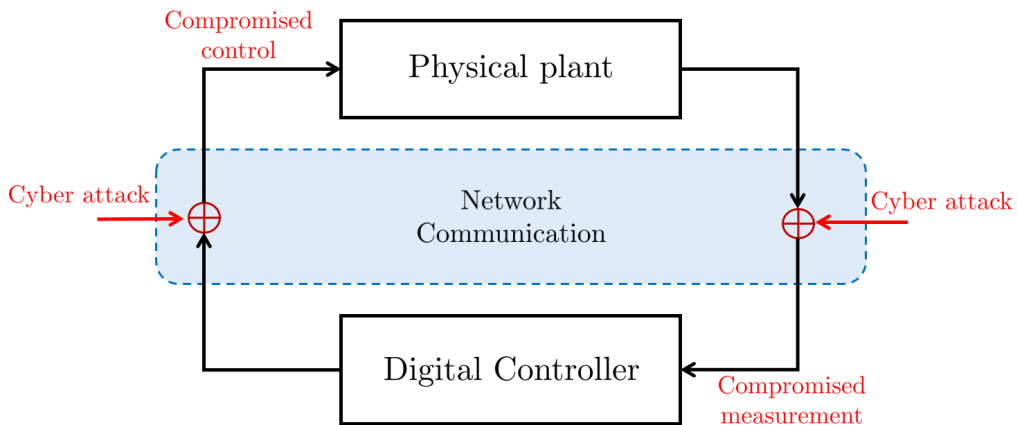 Compromised
control
Physical plant
Cyber attack
Network
Communication
Cyber attack
Digital Controller
Compromised
measurement